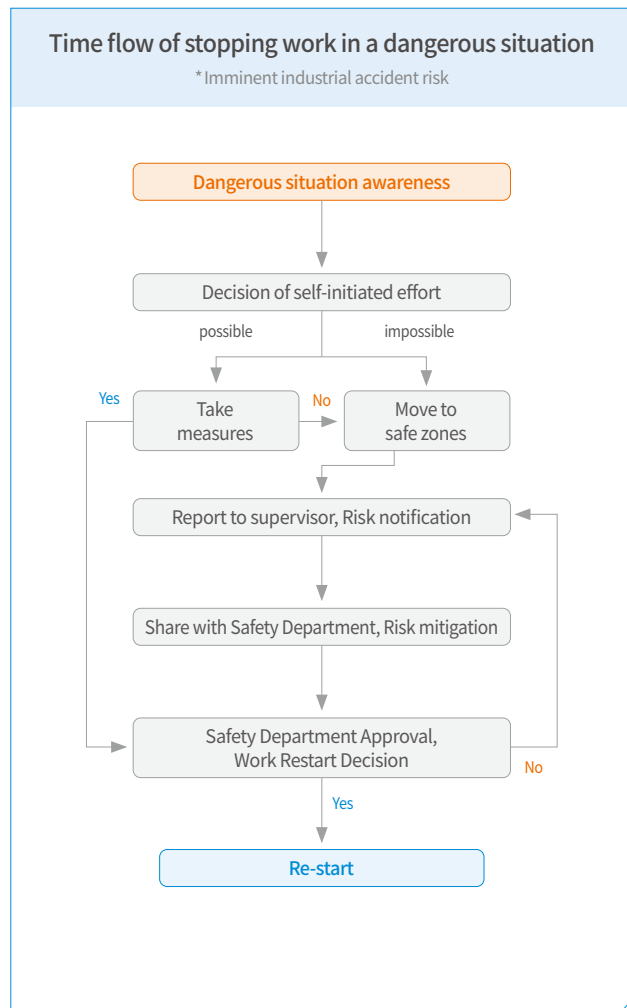 Time flow of stopping work in a dangerous situation
* Imminent industrial accident risk
Dangerous situation awareness
Decision of self-initiated effort
possible
impossible
Yes
Take
measures
No
Move to
safe zones
Report to supervisor, Risk notification
Share with Safety Department, Risk mitigation
Safety Department Approval,
Work Restart Decision
No
Yes
Re-start